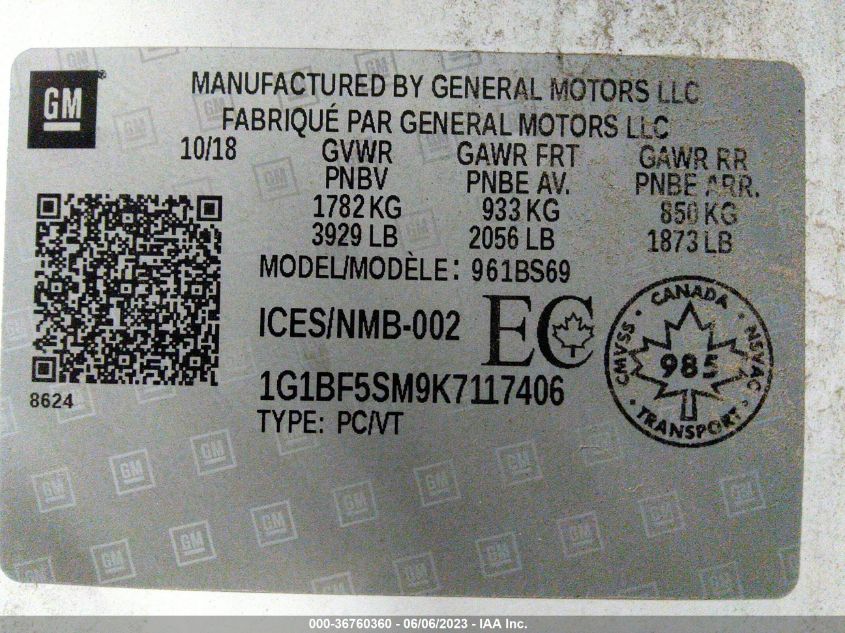 GM
MANUFACTURED BY GENERAL MOTORS LLC
FABRIQUÉ PAR GENERAL MOTORS LLC
10/18 GVWR GAWR FRT GAWR RR
PNBV PNBE AV. PNBE ARR.
1782 KG 933 KG 850 KG
3929 LB 2056 LB 1873 LB
MODEL/MODÈLE: 961BS69
ICES/NMB-002 EC
CANADA
CMVSS 985 NSVAC
TRANSPORT
8624
1G1BF5SM9K7117406
TYPE: PC/VT
000-36760360 - 06/06/2023 - IAA Inc.